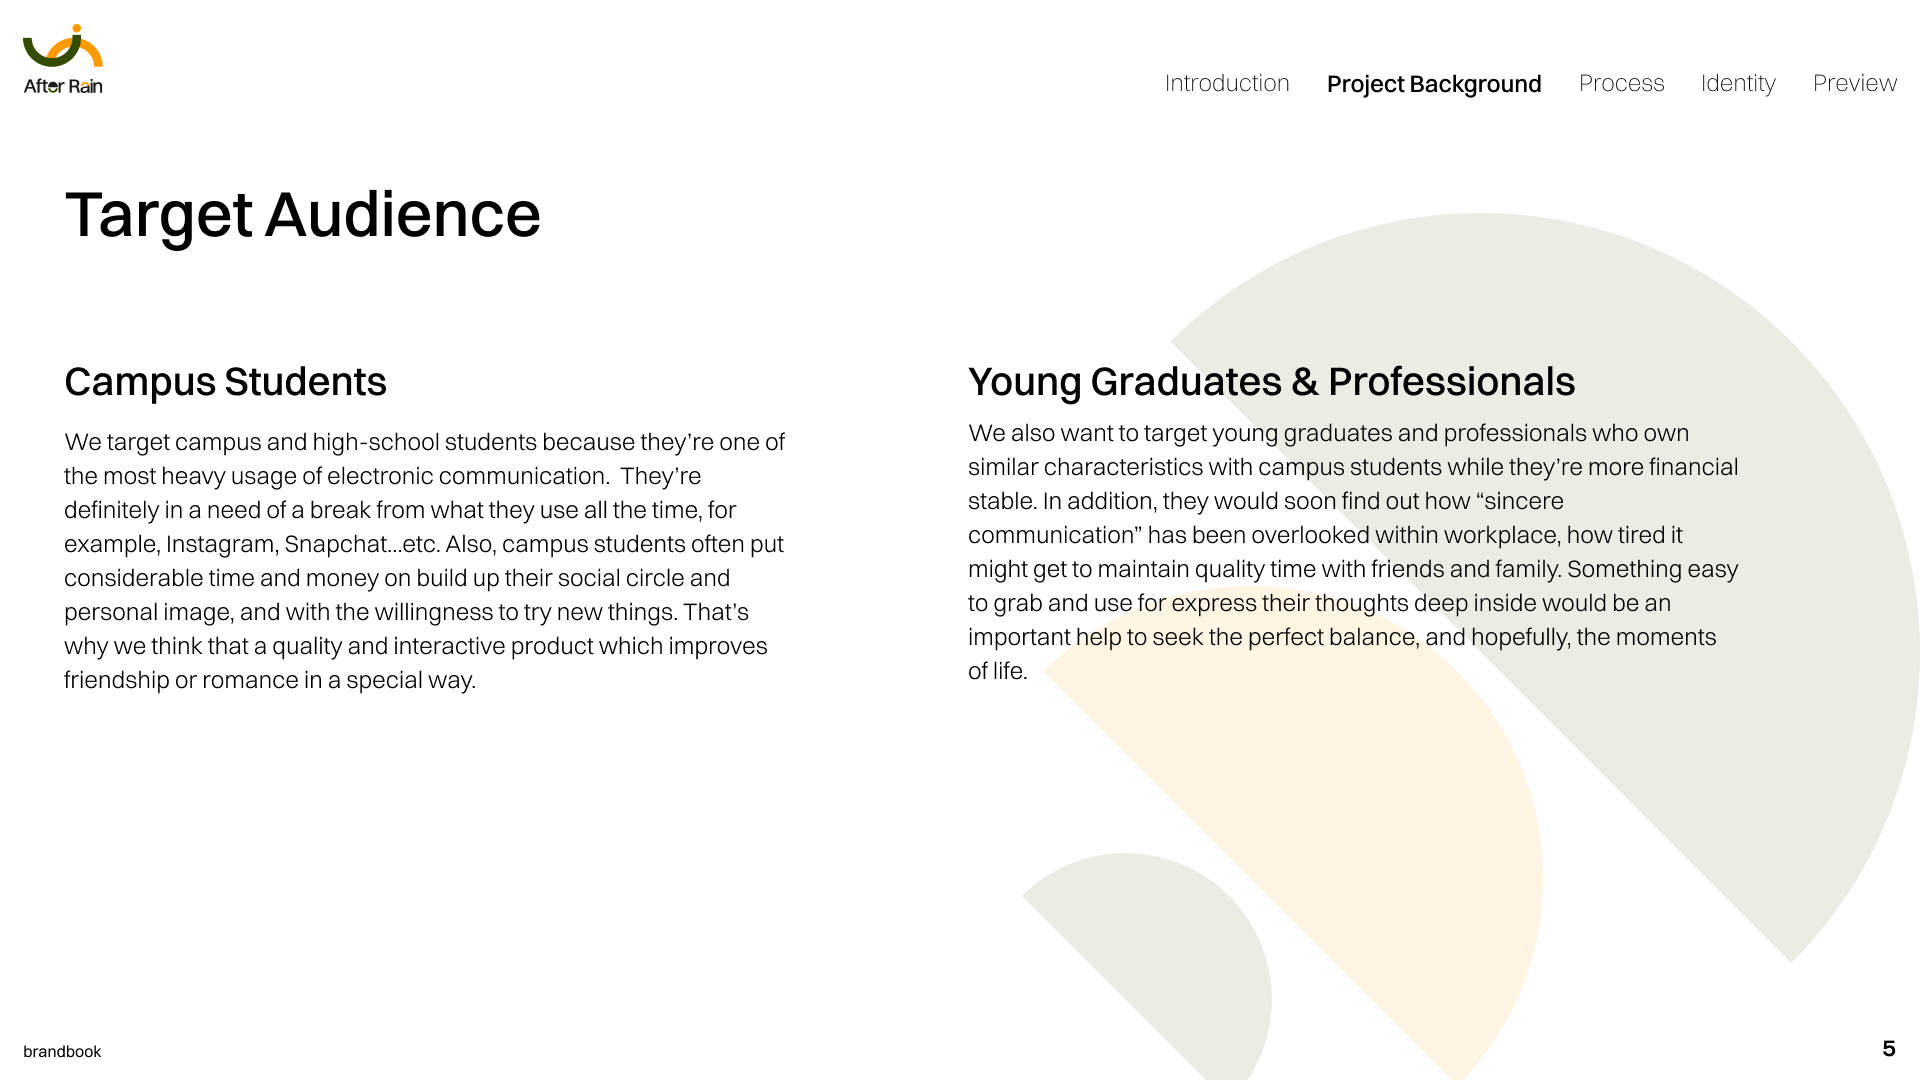 After Rain
Introduction Project Background Process Identity Preview
Target Audience
Campus Students
We target campus and high-school students because they’re one of
the most heavy usage of electronic communication.  They’re
definitely in a need of a break from what they use all the time, for
example, Instagram, Snapchat...etc. Also, campus students often put
considerable time and money on build up their social circle and
personal image, and with the willingness to try new things. That’s
why we think that a quality and interactive product which improves
friendship or romance in a special way.
Young Graduates & Professionals
We also want to target young graduates and professionals who own
similar characteristics with campus students while they’re more financial
stable. In addition, they would soon find out how “sincere
communication” has been overlooked within workplace, how tired it
might get to maintain quality time with friends and family. Something easy
to grab and use for express their thoughts deep inside would be an
important help to seek the perfect balance, and hopefully, the moments
of life.
brandbook
5